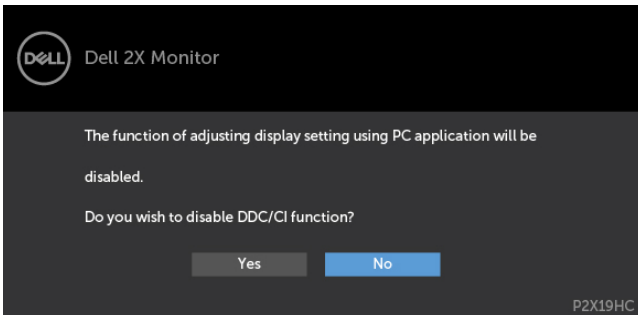 DELL
Dell 2X Monitor
The function of adjusting display setting using PC application will be
disabled.
Do you wish to disable DDC/CI function?
Yes No
P2X19HC